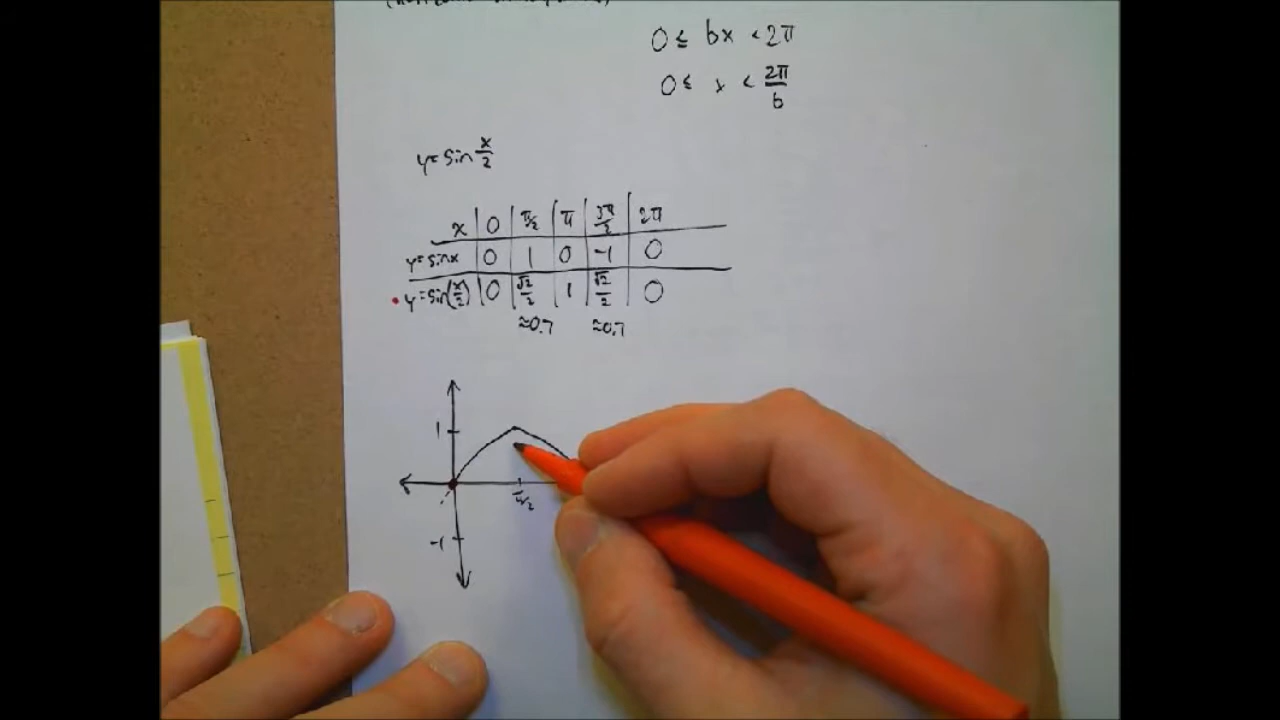 0 ≤ bx < 2π
0 ≤ x < 2π/b
y = sin x/2
x | 0 | π/2 | π | 3π/2 | 2π
y = sin x | 0 | 1 | 0 | -1 | 0
y = sin(x/2) | 0 | √2/2 | 1 | √2/2 | 0
≈0.7 ≈0.7
1
π/2
-1